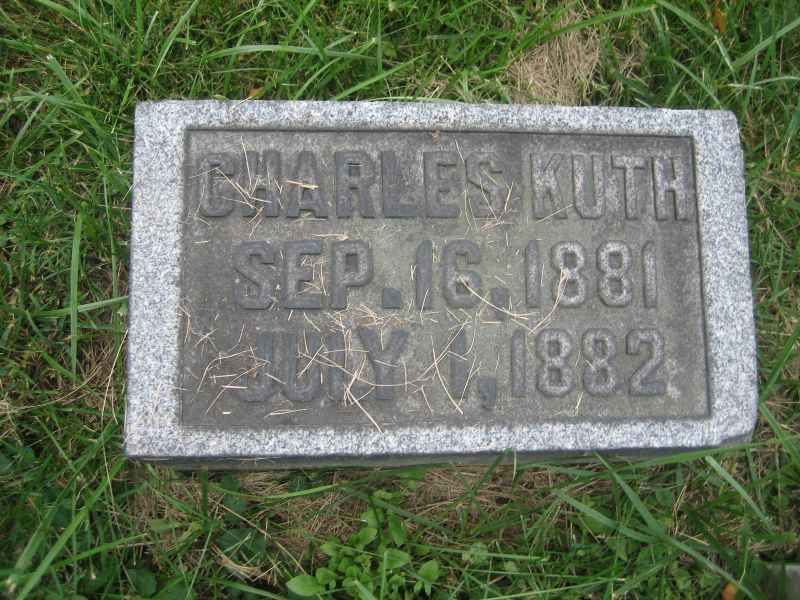 CHARLES KUTH
SEP. 16, 1881
JULY 1, 1882